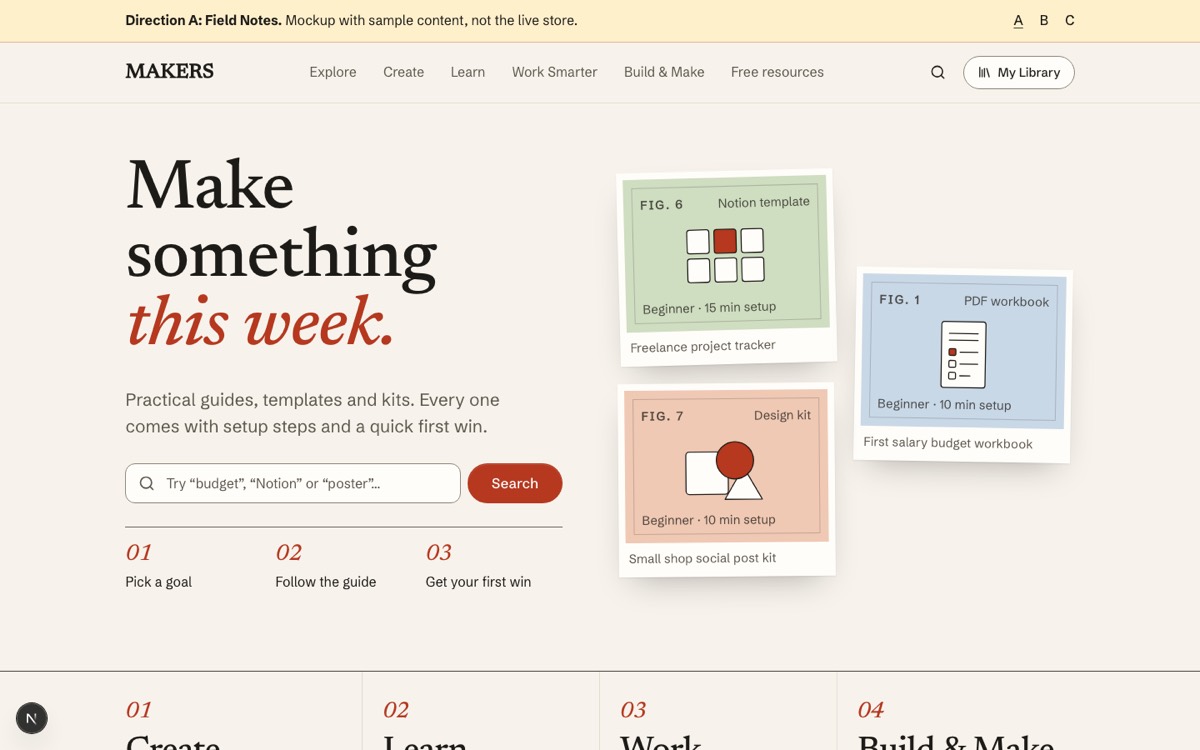 Direction A: Field Notes. Mockup with sample content, not the live store.
A B C
MAKERS
Explore Create Learn Work Smarter Build & Make Free resources
My Library
Make
something
this week.
Practical guides, templates and kits. Every one
comes with setup steps and a quick first win.
Try “budget”, “Notion” or “poster”…
Search
01
Pick a goal
02
Follow the guide
03
Get your first win
FIG. 6 Notion template
Beginner · 15 min setup
Freelance project tracker
FIG. 1 PDF workbook
Beginner · 10 min setup
First salary budget workbook
FIG. 7 Design kit
Beginner · 10 min setup
Small shop social post kit
01
Create
02
Learn
03
Work
04
Build & Make
N